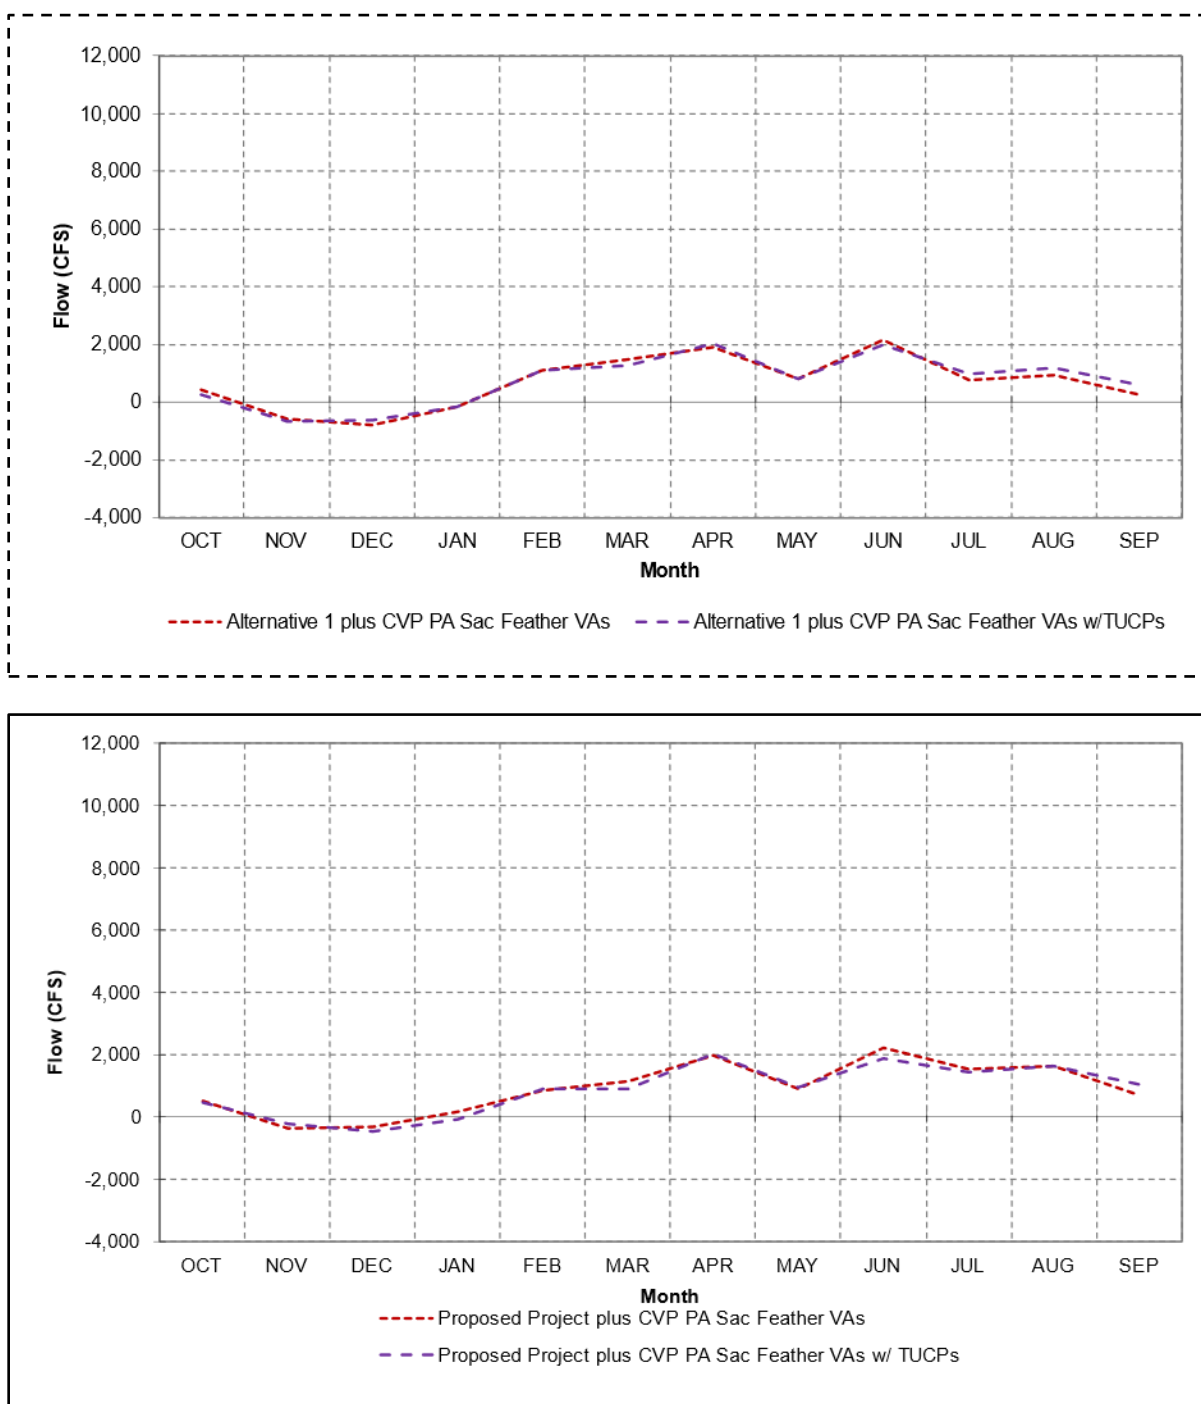 12,000
10,000
8,000
6,000
4,000
2,000
0
-2,000
-4,000
Flow (CFS)
OCT NOV DEC JAN FEB MAR APR MAY JUN JUL AUG SEP
Month
Alternative 1 plus CVP PA Sac Feather VAs Alternative 1 plus CVP PA Sac Feather VAs w/TUCPs
12,000
10,000
8,000
6,000
4,000
2,000
0
-2,000
-4,000
Flow (CFS)
OCT NOV DEC JAN FEB MAR APR MAY JUN JUL AUG SEP
Month
Proposed Project plus CVP PA Sac Feather VAs
Proposed Project plus CVP PA Sac Feather VAs w/ TUCPs